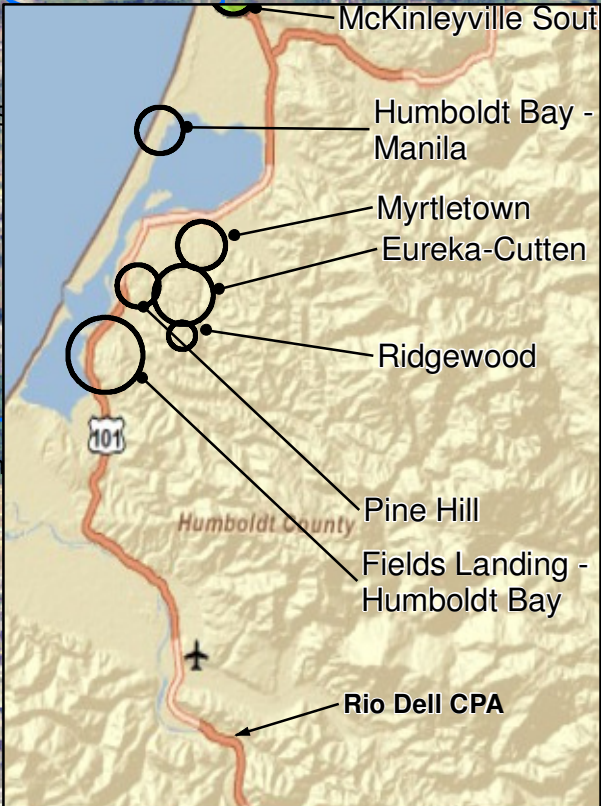 McKinleyville Sout
Humboldt Bay -
Manila
Myrtletown
Eureka-Cutten
Ridgewood
101
Pine Hill
Humboldt County
Fields Landing -
Humboldt Bay
Rio Dell CPA